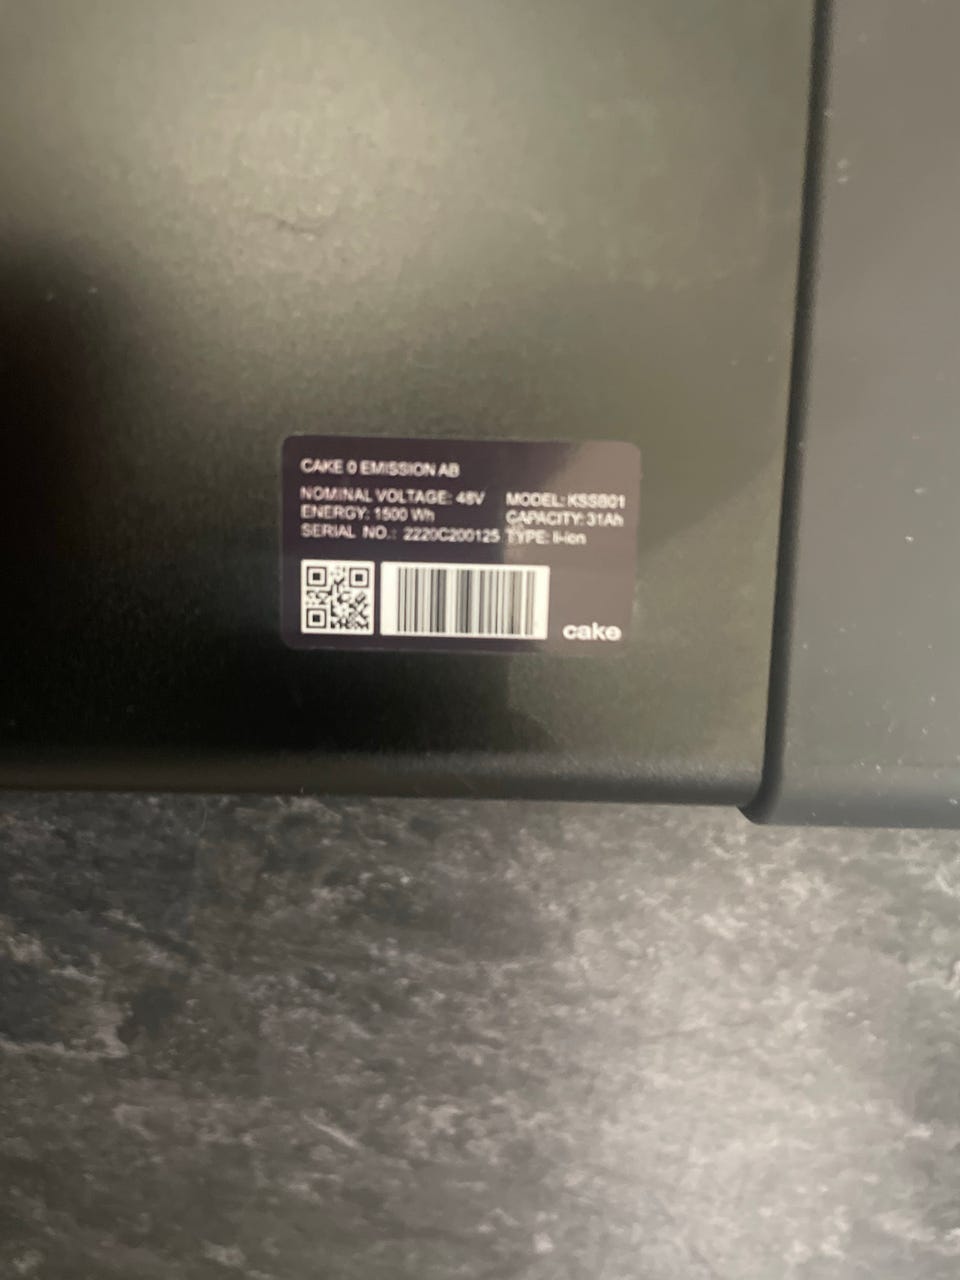 CAKE 0 EMISSION AB
NOMINAL VOLTAGE: 48V MODEL: KSSB01
ENERGY: 1500 Wh CAPACITY: 31Ah
SERIAL NO.: 2220C200125 TYPE: li-ion
cake